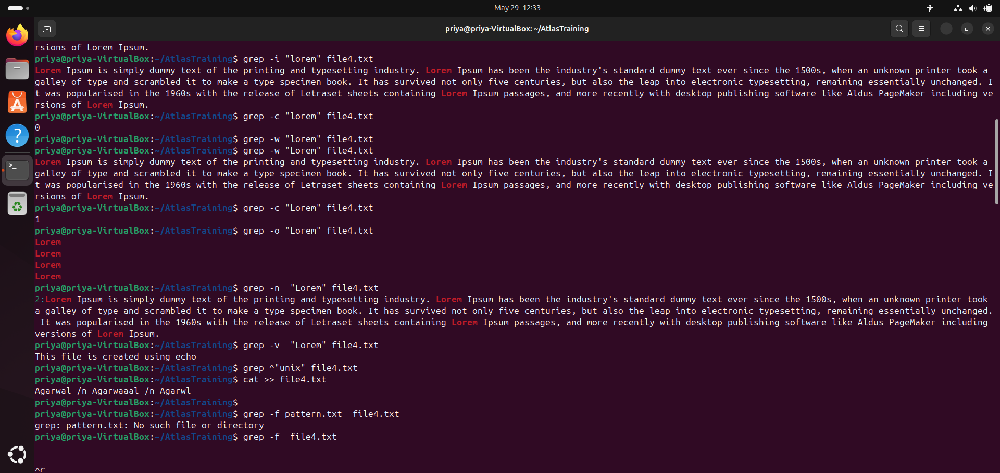 May 29 12:33
priya@priya-VirtualBox: ~/AtlasTraining
rsions of Lorem Ipsum.
priya@priya-VirtualBox:~/AtlasTraining$ grep -i "lorem" file4.txt
Lorem Ipsum is simply dummy text of the printing and typesetting industry. Lorem Ipsum has been the industry's standard dummy text ever since the 1500s, when an unknown printer took a
galley of type and scrambled it to make a type specimen book. It has survived not only five centuries, but also the leap into electronic typesetting, remaining essentially unchanged. I
t was popularised in the 1960s with the release of Letraset sheets containing Lorem Ipsum passages, and more recently with desktop publishing software like Aldus PageMaker including ve
rsions of Lorem Ipsum.
priya@priya-VirtualBox:~/AtlasTraining$ grep -c "lorem" file4.txt
0
priya@priya-VirtualBox:~/AtlasTraining$ grep -w "lorem" file4.txt
priya@priya-VirtualBox:~/AtlasTraining$ grep -w "Lorem" file4.txt
Lorem Ipsum is simply dummy text of the printing and typesetting industry. Lorem Ipsum has been the industry's standard dummy text ever since the 1500s, when an unknown printer took a
galley of type and scrambled it to make a type specimen book. It has survived not only five centuries, but also the leap into electronic typesetting, remaining essentially unchanged. I
t was popularised in the 1960s with the release of Letraset sheets containing Lorem Ipsum passages, and more recently with desktop publishing software like Aldus PageMaker including ve
rsions of Lorem Ipsum.
priya@priya-VirtualBox:~/AtlasTraining$ grep -c "Lorem" file4.txt
1
priya@priya-VirtualBox:~/AtlasTraining$ grep -o "Lorem" file4.txt
Lorem
Lorem
Lorem
Lorem
priya@priya-VirtualBox:~/AtlasTraining$ grep -n  "Lorem" file4.txt
2:Lorem Ipsum is simply dummy text of the printing and typesetting industry. Lorem Ipsum has been the industry's standard dummy text ever since the 1500s, when an unknown printer took
a galley of type and scrambled it to make a type specimen book. It has survived not only five centuries, but also the leap into electronic typesetting, remaining essentially unchanged.
 It was popularised in the 1960s with the release of Letraset sheets containing Lorem Ipsum passages, and more recently with desktop publishing software like Aldus PageMaker including
versions of Lorem Ipsum.
priya@priya-VirtualBox:~/AtlasTraining$ grep -v  "Lorem" file4.txt
This file is created using echo
priya@priya-VirtualBox:~/AtlasTraining$ grep ^"unix" file4.txt
priya@priya-VirtualBox:~/AtlasTraining$ cat >> file4.txt
Agarwal /n Agarwaaal /n Agarwl
priya@priya-VirtualBox:~/AtlasTraining$
priya@priya-VirtualBox:~/AtlasTraining$ grep -f pattern.txt  file4.txt
grep: pattern.txt: No such file or directory
priya@priya-VirtualBox:~/AtlasTraining$ grep -f  file4.txt
^C